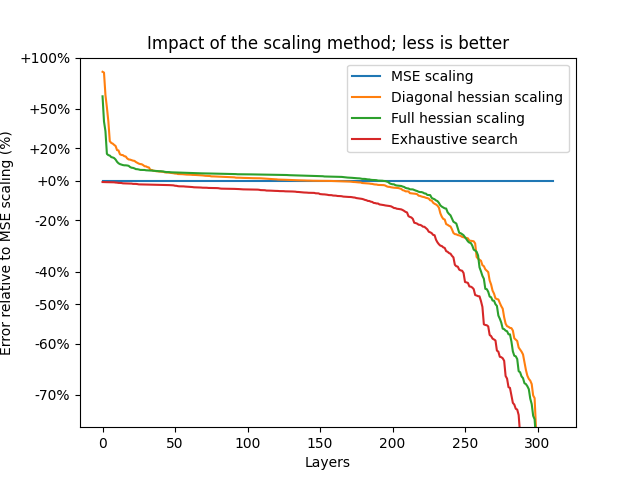 Impact of the scaling method; less is better
Error relative to MSE scaling (%)
+100%
+50%
+20%
+0%
-20%
-40%
-50%
-60%
-70%
MSE scaling
Diagonal hessian scaling
Full hessian scaling
Exhaustive search
0 50 100 150 200 250 300
Layers